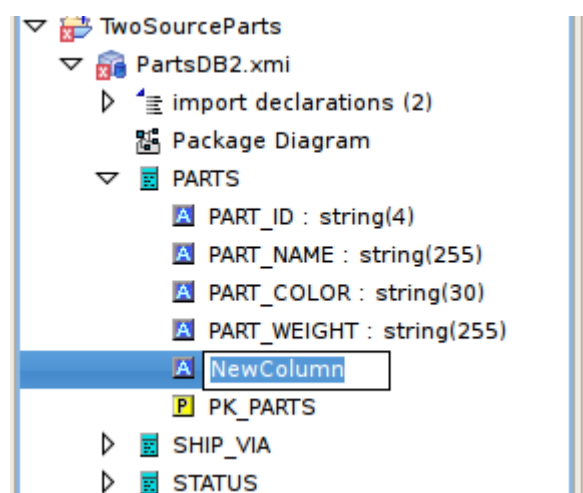 TwoSourceParts
PartsDB2.xmi
import declarations (2)
Package Diagram
PARTS
A PART_ID : string(4)
A PART_NAME : string(255)
A PART_COLOR : string(30)
A PART_WEIGHT : string(255)
A NewColumn
P PK_PARTS
SHIP_VIA
STATUS